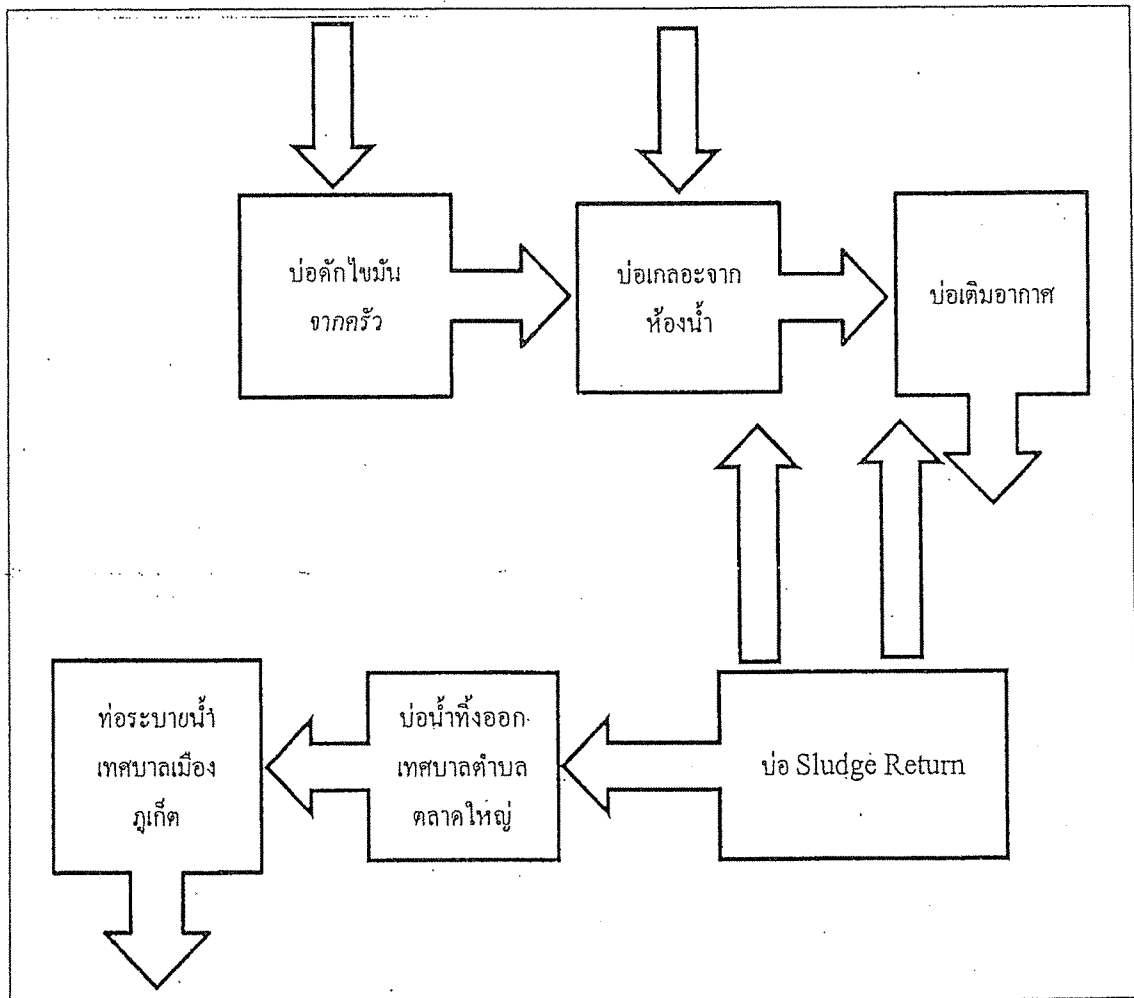 บ่อดักไขมัน
จากครัว
บ่อเกลอะจาก
ห้องน้ำ
บ่อเติมอากาศ
ท่อระบายน้ำ
เทศบาลเมือง
ภูเก็ต
บ่อน้ำทิ้งออก
เทศบาลตำบล
ตลาดใหญ่
บ่อ Sludge Return